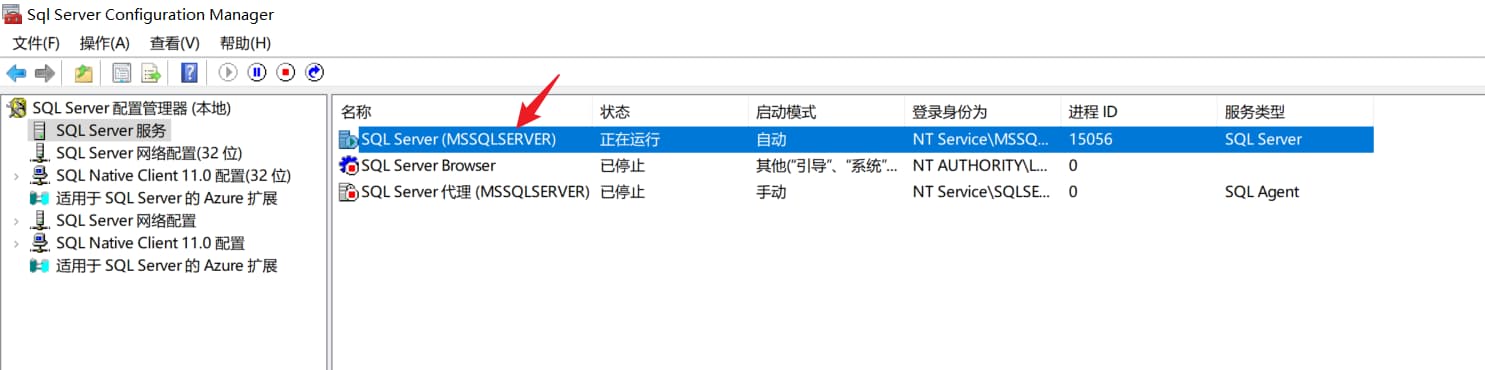 Sql Server Configuration Manager
文件(F) 操作(A) 查看(V) 帮助(H)
SQL Server 配置管理器 (本地)
SQL Server 服务
SQL Server 网络配置(32 位)
SQL Native Client 11.0 配置(32 位)
适用于 SQL Server 的 Azure 扩展
SQL Server 网络配置
SQL Native Client 11.0 配置
适用于 SQL Server 的 Azure 扩展
名称 状态 启动模式 登录身份为 进程 ID 服务类型
SQL Server (MSSQLSERVER) 正在运行 自动 NT Service\MSSQ... 15056 SQL Server
SQL Server Browser 已停止 其他("引导"、"系统"... NT AUTHORITY\L... 0
SQL Server 代理 (MSSQLSERVER) 已停止 手动 NT Service\SQLSE... 0 SQL Agent